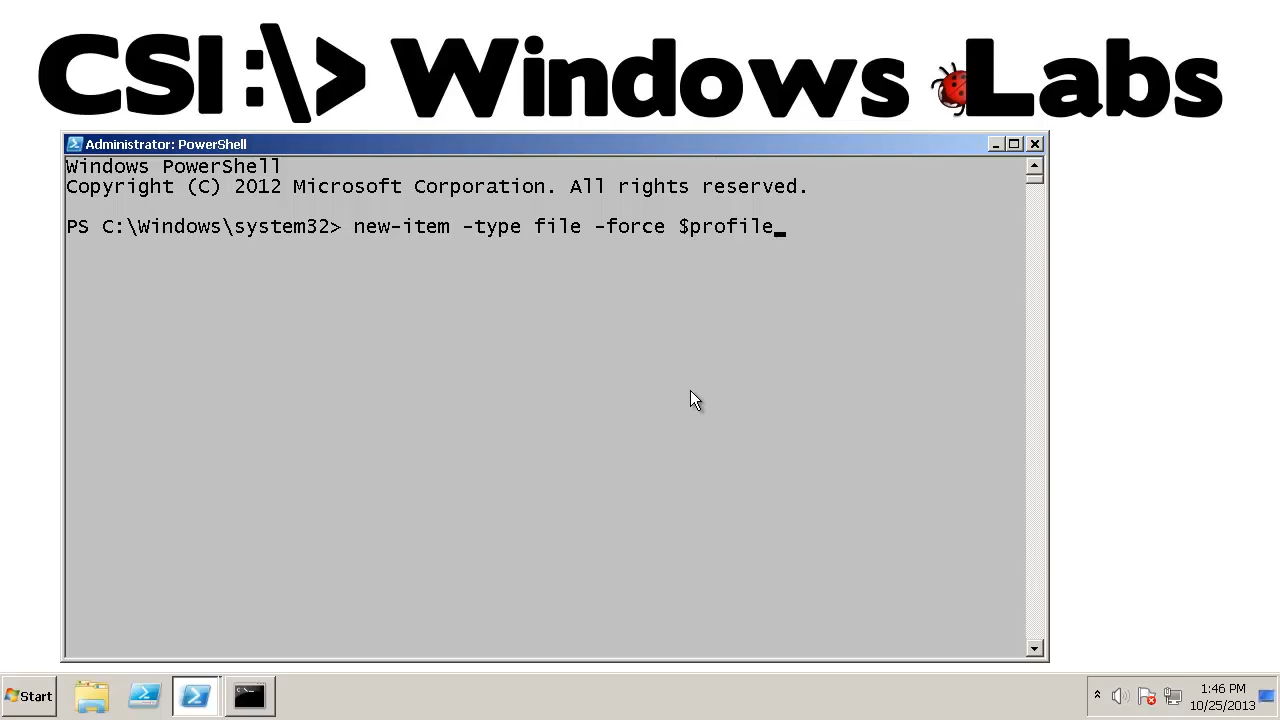 CSI:\> Windows Labs
Administrator: PowerShell
Windows PowerShell
Copyright (C) 2012 Microsoft Corporation. All rights reserved.
PS C:\Windows\system32> new-item -type file -force $profile_
Start
1:46 PM
10/25/2013